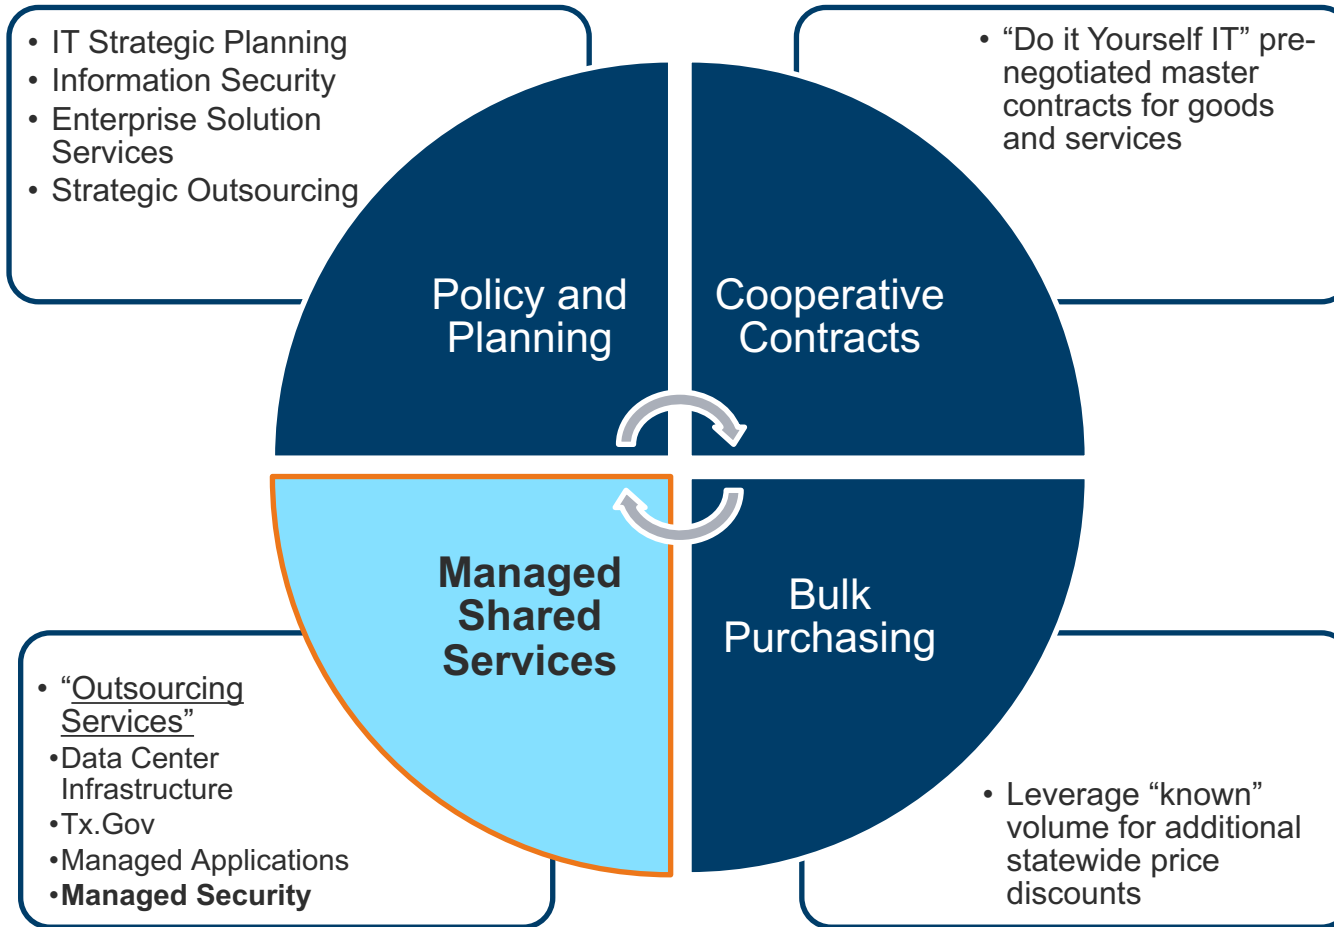 • IT Strategic Planning
• Information Security
• Enterprise Solution
Services
• Strategic Outsourcing
• “Do it Yourself IT” pre-
negotiated master
contracts for goods
and services
Policy and
Planning
Cooperative
Contracts
Managed
Shared
Services
Bulk
Purchasing
• “Outsourcing
Services”
•Data Center
Infrastructure
•Tx.Gov
•Managed Applications
•Managed Security
• Leverage “known”
volume for additional
statewide price
discounts